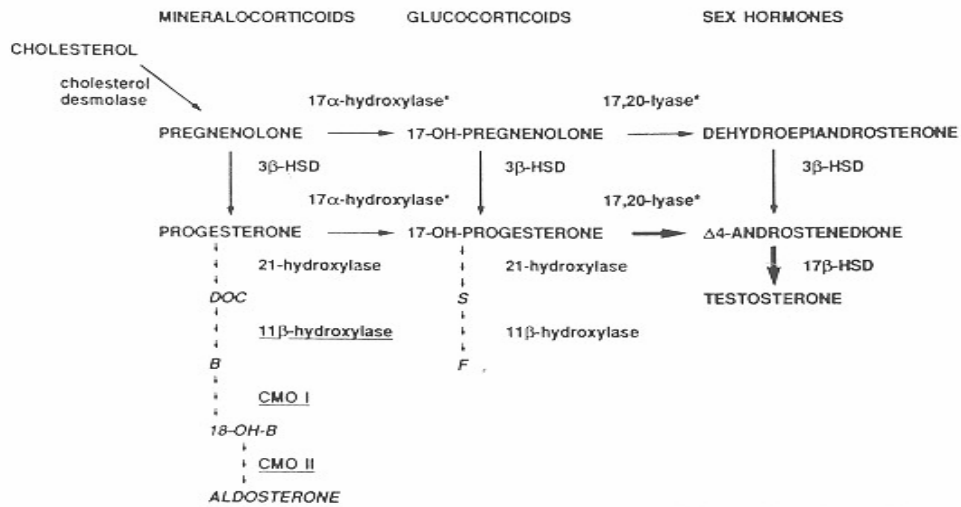 MINERALOCORTICOIDS GLUCOCORTICOIDS SEX HORMONES
CHOLESTEROL
cholesterol
desmolase
17α-hydroxylase* 17,20-lyase*
PREGNENOLONE 17-OH-PREGNENOLONE DEHYDROEPIANDROSTERONE
3β-HSD 3β-HSD 3β-HSD
17α-hydroxylase* 17,20-lyase*
PROGESTERONE 17-OH-PROGESTERONE Δ4-ANDROSTENEDIONE
21-hydroxylase 21-hydroxylase 17β-HSD
DOC S TESTOSTERONE
11β-hydroxylase 11β-hydroxylase
B F
CMO I
18-OH-B
CMO II
ALDOSTERONE